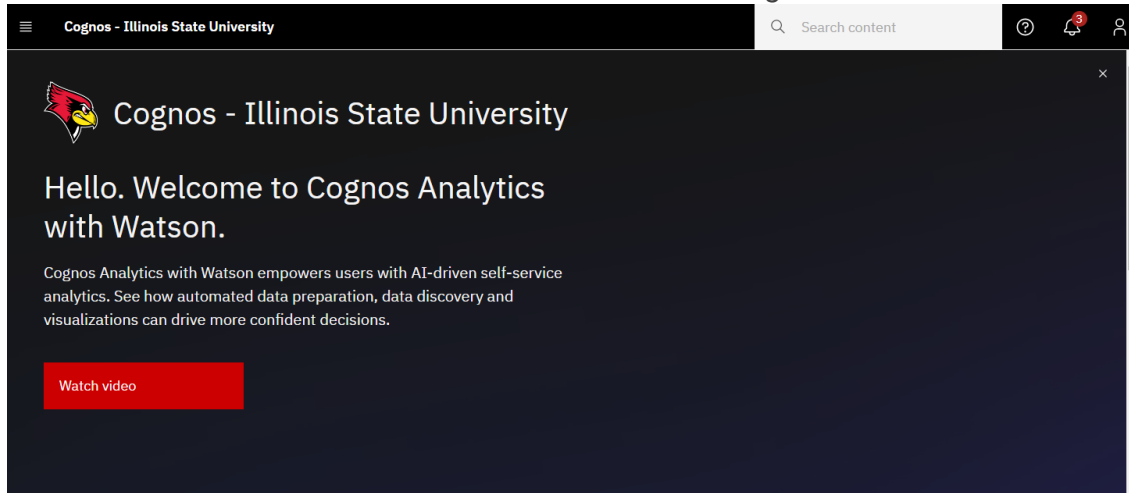 Cognos - Illinois State University
Search content
3
Cognos - Illinois State University
Hello. Welcome to Cognos Analytics
with Watson.
Cognos Analytics with Watson empowers users with AI-driven self-service
analytics. See how automated data preparation, data discovery and
visualizations can drive more confident decisions.
Watch video